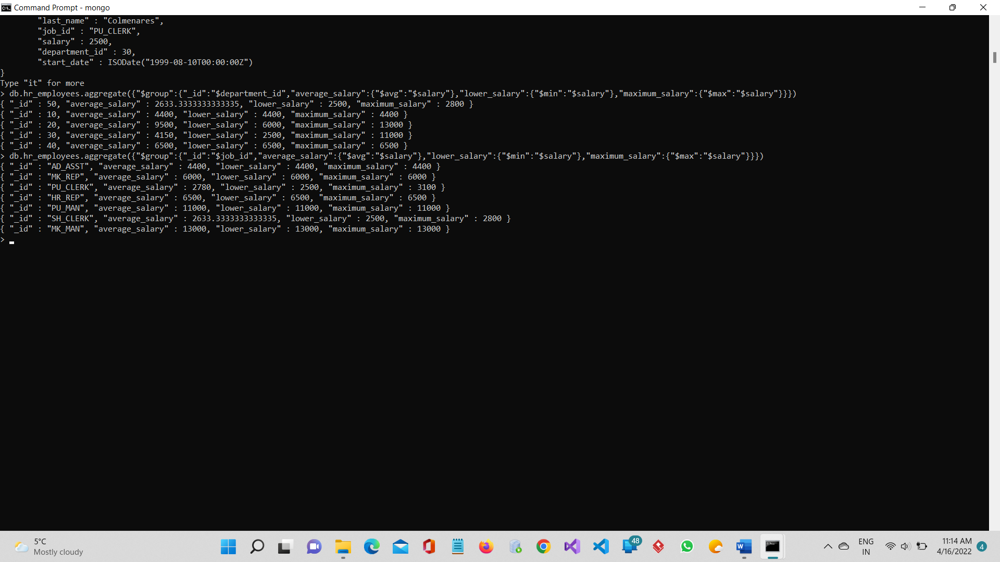 Command Prompt - mongo
"last_name" : "Colmenares",
"job_id" : "PU_CLERK",
"salary" : 2500,
"department_id" : 30,
"start_date" : ISODate("1999-08-10T00:00:00Z")
}
Type "it" for more
> db.hr_employees.aggregate({"$group":{"_id":"$department_id","average_salary":{"$avg":"$salary"},"lower_salary":{"$min":"$salary"},"maximum_salary":{"$max":"$salary"}}})
{ "_id" : 50, "average_salary" : 2633.3333333333335, "lower_salary" : 2500, "maximum_salary" : 2800 }
{ "_id" : 10, "average_salary" : 4400, "lower_salary" : 4400, "maximum_salary" : 4400 }
{ "_id" : 20, "average_salary" : 9500, "lower_salary" : 6000, "maximum_salary" : 13000 }
{ "_id" : 30, "average_salary" : 4150, "lower_salary" : 2500, "maximum_salary" : 11000 }
{ "_id" : 40, "average_salary" : 6500, "lower_salary" : 6500, "maximum_salary" : 6500 }
> db.hr_employees.aggregate({"$group":{"_id":"$job_id","average_salary":{"$avg":"$salary"},"lower_salary":{"$min":"$salary"},"maximum_salary":{"$max":"$salary"}}})
{ "_id" : "AD_ASST", "average_salary" : 4400, "lower_salary" : 4400, "maximum_salary" : 4400 }
{ "_id" : "MK_REP", "average_salary" : 6000, "lower_salary" : 6000, "maximum_salary" : 6000 }
{ "_id" : "PU_CLERK", "average_salary" : 2780, "lower_salary" : 2500, "maximum_salary" : 3100 }
{ "_id" : "HR_REP", "average_salary" : 6500, "lower_salary" : 6500, "maximum_salary" : 6500 }
{ "_id" : "PU_MAN", "average_salary" : 11000, "lower_salary" : 11000, "maximum_salary" : 11000 }
{ "_id" : "SH_CLERK", "average_salary" : 2633.3333333333335, "lower_salary" : 2500, "maximum_salary" : 2800 }
{ "_id" : "MK_MAN", "average_salary" : 13000, "lower_salary" : 13000, "maximum_salary" : 13000 }
>
5°C
Mostly cloudy
48
ENG
IN
11:14 AM
4/16/2022
4